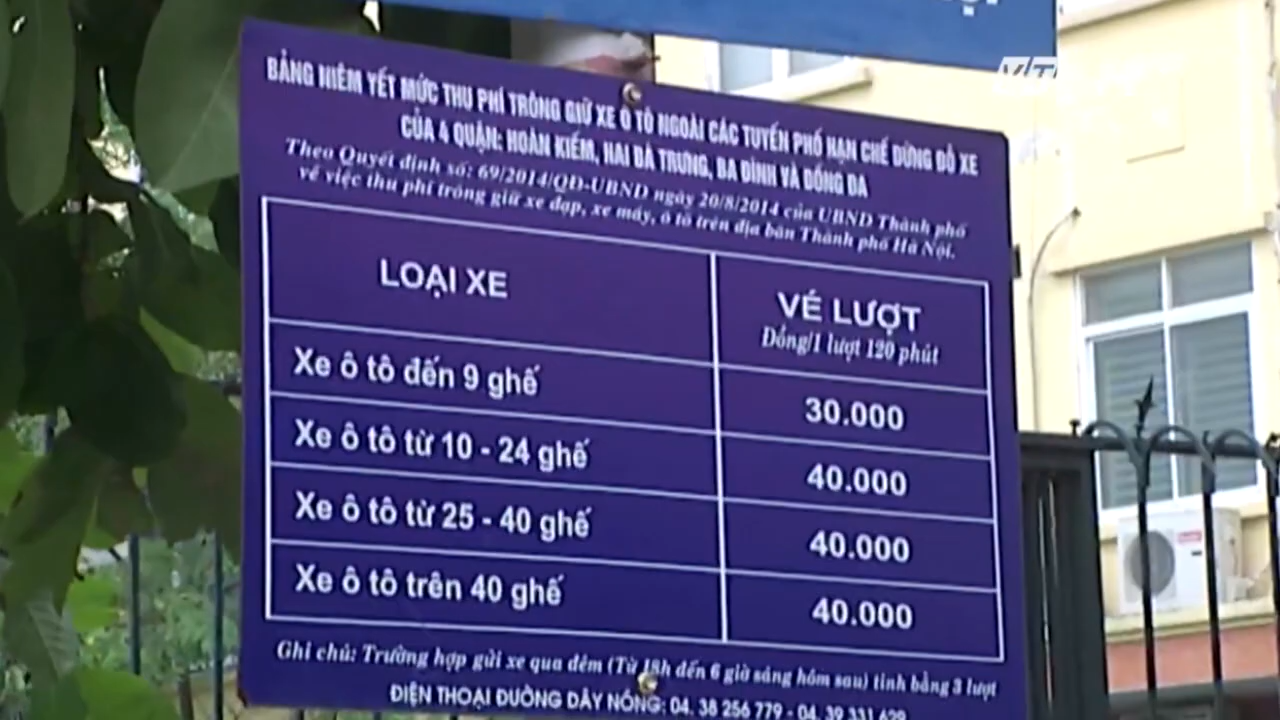 BẢNG NIÊM YẾT MỨC THU PHÍ TRÔNG GIỮ XE Ô TÔ NGOÀI CÁC TUYẾN PHỐ HẠN CHẾ DỪNG ĐỖ XE
CỦA 4 QUẬN: HOÀN KIẾM, HAI BÀ TRƯNG, BA ĐÌNH VÀ ĐỐNG ĐA
Theo Quyết định số: 69/2014/QĐ-UBND ngày 20/8/2014 của UBND Thành phố
về việc thu phí trông giữ xe đạp, xe máy, ô tô trên địa bàn Thành phố Hà Nội.
LOẠI XE
VÉ LƯỢT
Đồng/1 lượt 120 phút
Xe ô tô đến 9 ghế
30.000
Xe ô tô từ 10 - 24 ghế
40.000
Xe ô tô từ 25 - 40 ghế
40.000
Xe ô tô trên 40 ghế
40.000
Ghi chú: Trường hợp gửi xe qua đêm (Từ 18h đến 6 giờ sáng hôm sau) tính bằng 3 lượt
ĐIỆN THOẠI ĐƯỜNG DÂY NÓNG: 04. 38 256 779 - 04. 39 331 629